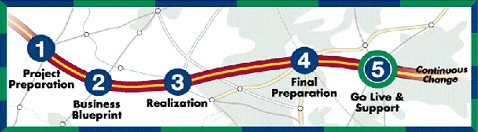 1
Project
Preparation
2
Business
Blueprint
3
Realization
4
Final
Preparation
5
Go Live &
Support
Continuous
Change